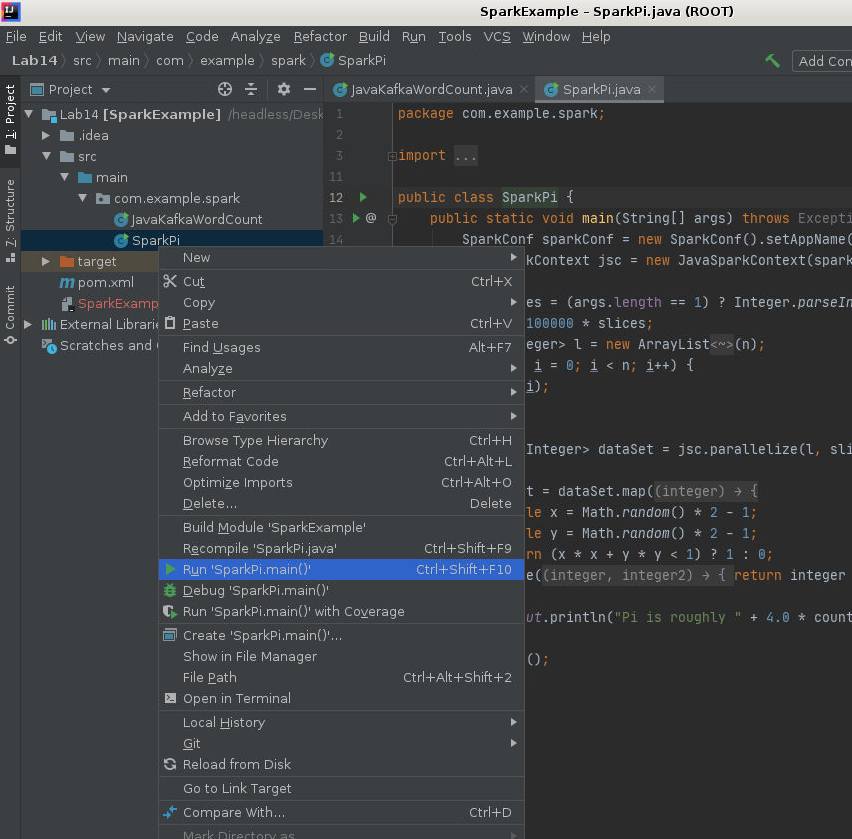 SparkExample – SparkPi.java (ROOT)
File Edit View Navigate Code Analyze Refactor Build Run Tools VCS Window Help
Lab14 src main com example spark SparkPi Add Con
1: Project
Z: Structure
Commit
Project
Lab14 [SparkExample] /headless/Desk
.idea
src
main
com.example.spark
JavaKafkaWordCount
SparkPi
target
pom.xml
SparkExamp
External Librarie
Scratches and
New
Cut Ctrl+X
Copy
Paste Ctrl+V
Find Usages Alt+F7
Analyze
Refactor
Add to Favorites
Browse Type Hierarchy Ctrl+H
Reformat Code Ctrl+Alt+L
Optimize Imports Ctrl+Alt+O
Delete... Delete
Build Module 'SparkExample'
Recompile 'SparkPi.java' Ctrl+Shift+F9
Run 'SparkPi.main()' Ctrl+Shift+F10
Debug 'SparkPi.main()'
Run 'SparkPi.main()' with Coverage
Create 'SparkPi.main()'...
Show in File Manager
File Path Ctrl+Alt+Shift+2
Open in Terminal
Local History
Git
Reload from Disk
Go to Link Target
Compare With... Ctrl+D
Mark Directory as
JavaKafkaWordCount.java SparkPi.java
1 package com.example.spark;
2
3 import ...
11
12 public class SparkPi {
13 @ public static void main(String[] args) throws Excepti
14 SparkConf sparkConf = new SparkConf().setAppName(
kContext jsc = new JavaSparkContext(spark
es = (args.length == 1) ? Integer.parseIn
100000 * slices;
eger> l = new ArrayList<~>(n);
i = 0; i < n; i++) {
i);
Integer> dataSet = jsc.parallelize(l, sli
t = dataSet.map((integer) → {
le x = Math.random() * 2 - 1;
le y = Math.random() * 2 - 1;
rn (x * x + y * y < 1) ? 1 : 0;
e((integer, integer2) → { return integer
ut.println("Pi is roughly " + 4.0 * count
();